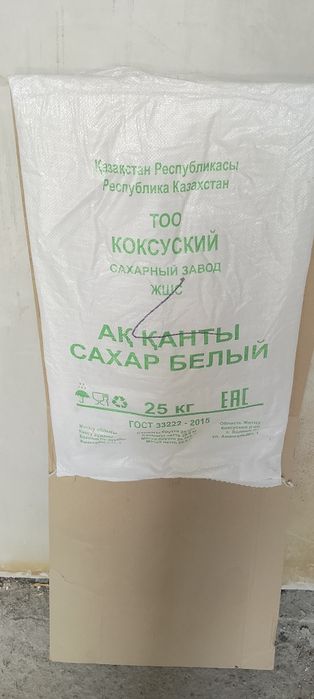 Қазақстан Республикасы
Республика Казахстан
ТОО
КОКСУСКИЙ
САХАРНЫЙ ЗАВОД
ЖШС
АҚ ҚАНТЫ
САХАР БЕЛЫЙ
25 КГ
ЕАС
ГОСТ 33222 - 2015